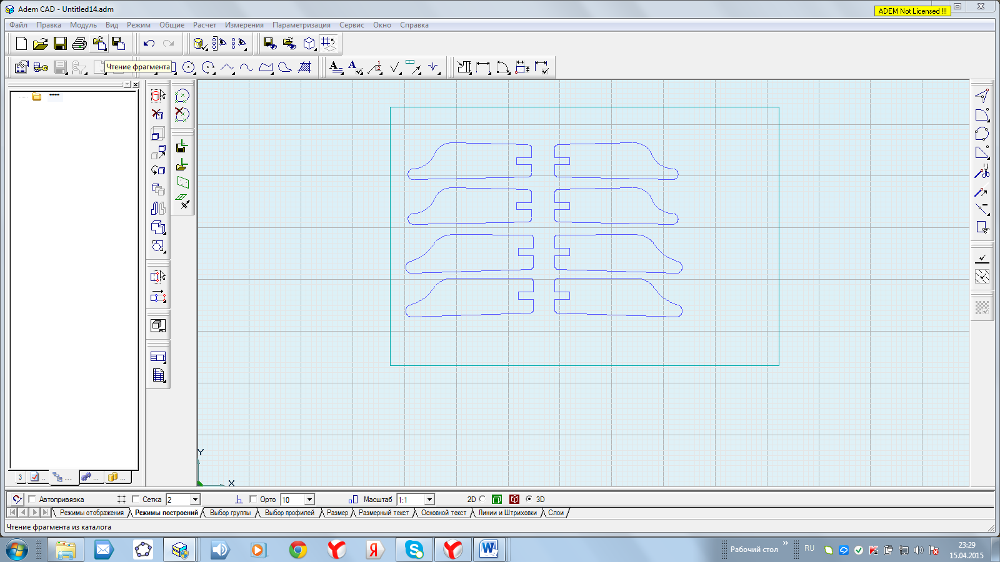 Adem CAD - Untitled14.adm
ADEM Not Licensed !!!
Файл Правка Модуль Вид Режим Общие Расчет Измерения Параметризация Сервис Окно Справка
Чтение фрагмента
****
Y
X
3 .. ... ... ...
Автопривязка Сетка 2 Орто 10 Масштаб 1:1 2D 3D
Режимы отображения Режимы построений Выбор группы Выбор профилей Размер Размерный текст Основной текст Линии и Штриховки Слои
Чтение фрагмента из каталога
Рабочий стол » RU 23:29
15.04.2015